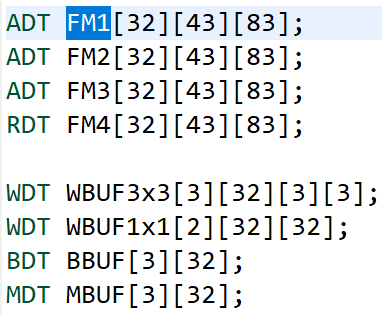 ADT FM1[32][43][83];
ADT FM2[32][43][83];
ADT FM3[32][43][83];
RDT FM4[32][43][83];
WDT WBUF3x3[3][32][3][3];
WDT WBUF1x1[2][32][32];
BDT BBUF[3][32];
MDT MBUF[3][32];